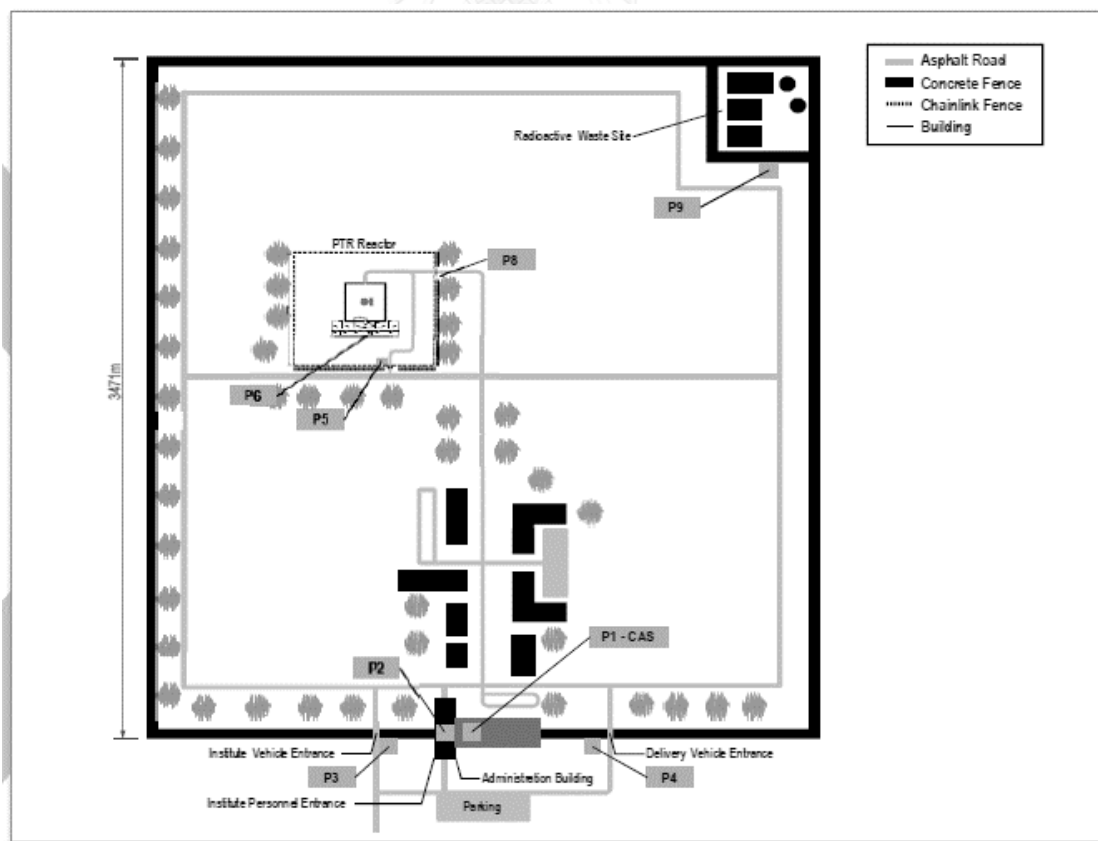 Asphalt Road
Concrete Fence
Chainlink Fence
Building
Radioactive Waste Site
P9
PTR Reactor
P8
3471m
P6
P5
P1 - CAS
P2
Institute Vehicle Entrance
Delivery Vehicle Entrance
P3
Administration Building
P4
Institute Personnel Entrance
Parking